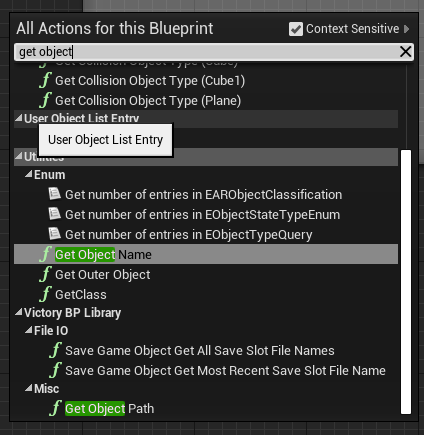 All Actions for this Blueprint
Context Sensitive
get object
Get Collision Object Type (Cube)
Get Collision Object Type (Cube1)
Get Collision Object Type (Plane)
User Object List Entry
User Object List Entry
Utilities
Enum
Get number of entries in EARObjectClassification
Get number of entries in EObjectStateTypeEnum
Get number of entries in EObjectTypeQuery
Get Object Name
Get Outer Object
GetClass
Victory BP Library
File IO
Save Game Object Get All Save Slot File Names
Save Game Object Get Most Recent Save Slot File Name
Misc
Get Object Path